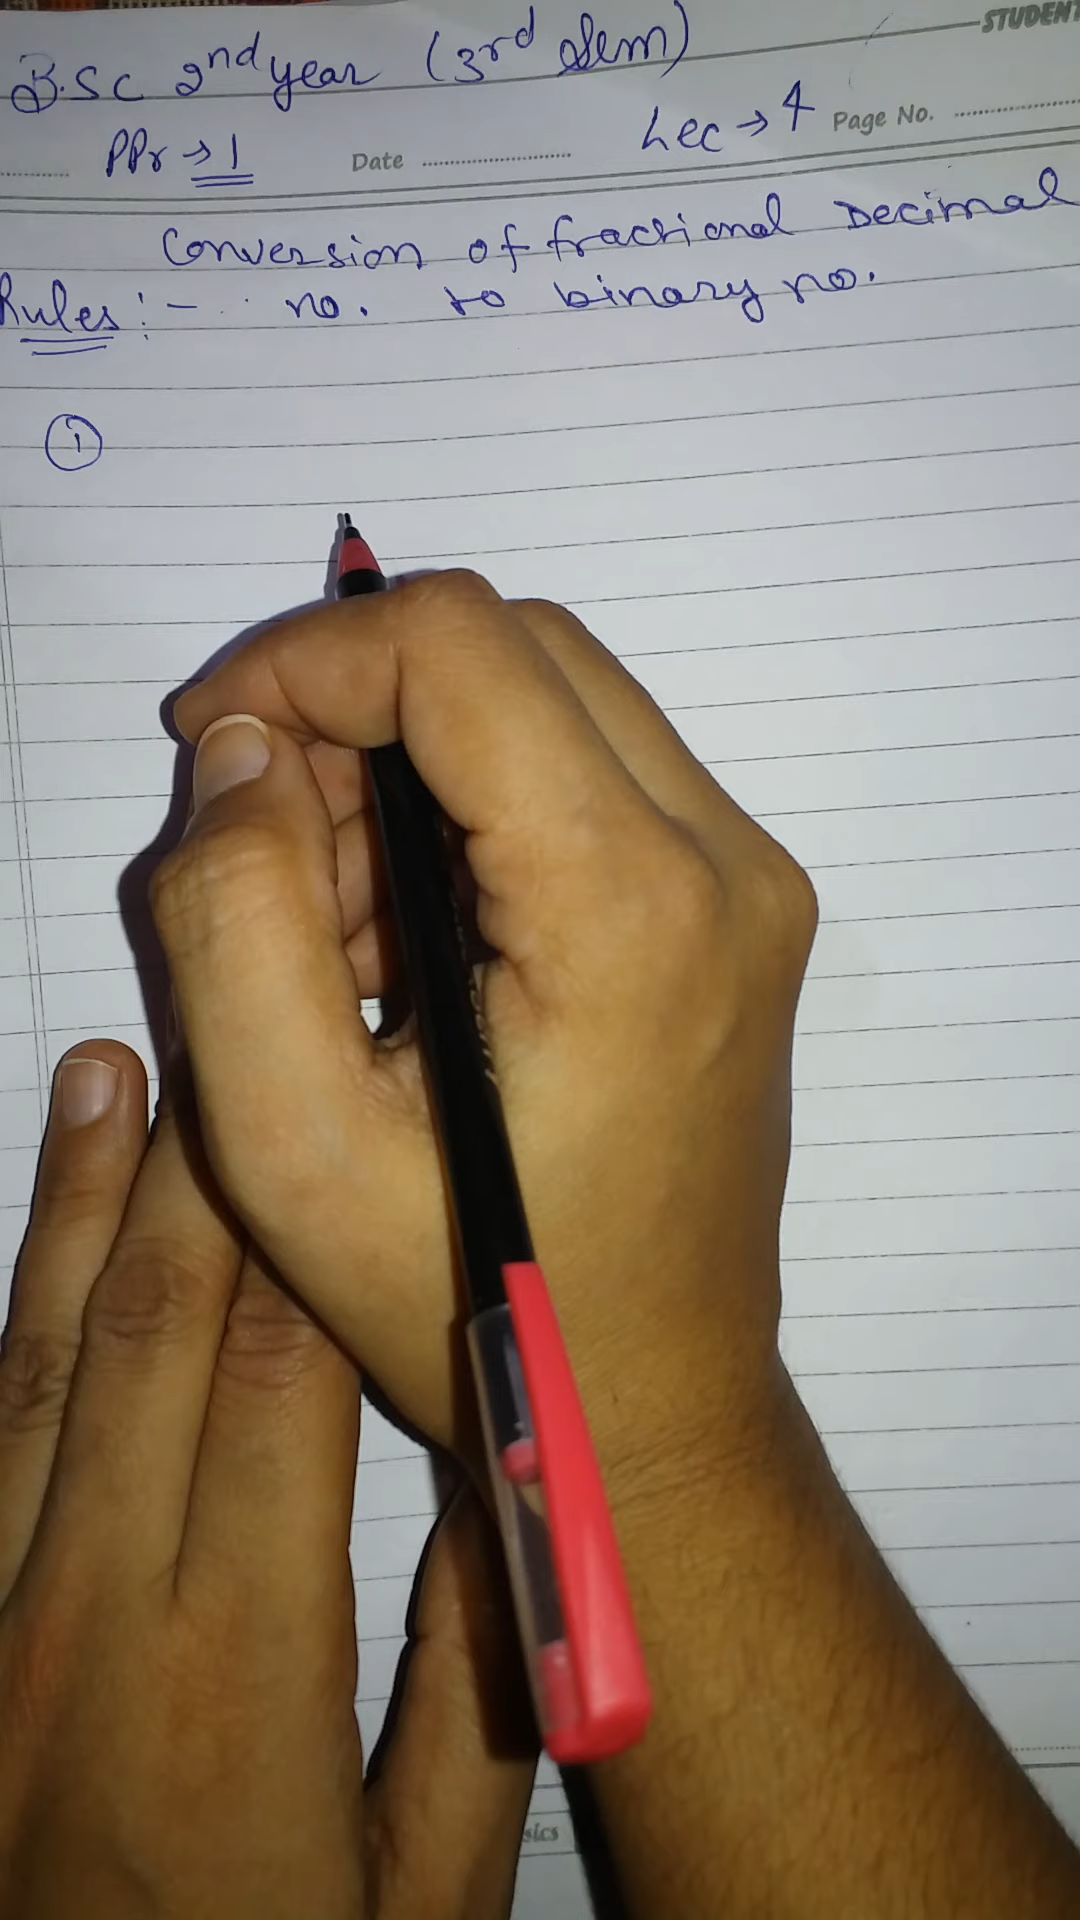 STUDENT
B.SC 2nd year (3rd Sem)
PPr → 1 Date Lec → 4 Page No.
Conversion of fractional Decimal
Rules :- no. to binary no.
①
sics